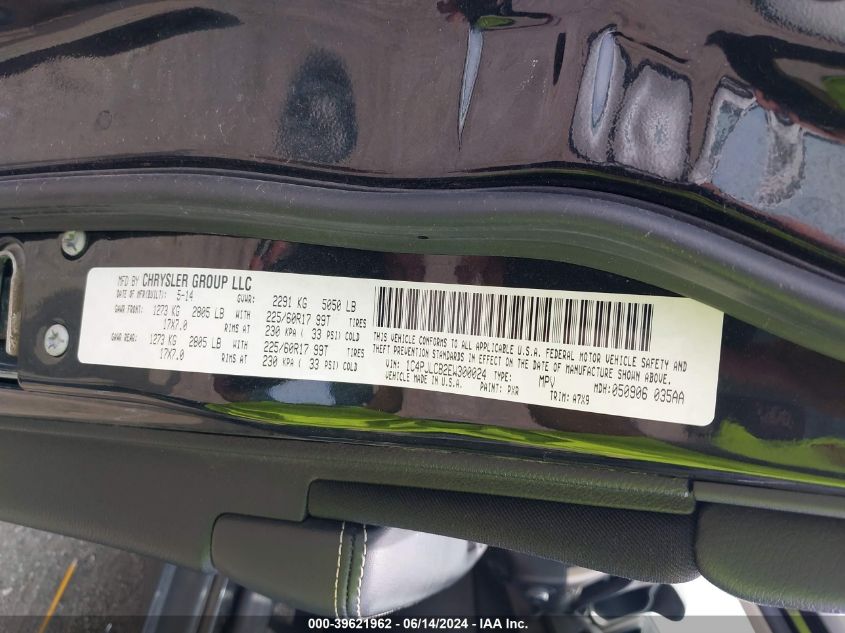 MFD BY CHRYSLER GROUP LLC
DATE OF MFR(BUILT): 5-14 GVWR: 2291 KG 5050 LB
GAWR FRONT: 1273 KG 2805 LB WITH 225/60R17 99T TIRES
17X7.0 RIMS AT 230 KPA ( 33 PSI) COLD
GAWR REAR: 1273 KG 2805 LB WITH 225/60R17 99T TIRES
17X7.0 RIMS AT 230 KPA ( 33 PSI) COLD
THIS VEHICLE CONFORMS TO ALL APPLICABLE U.S.A. FEDERAL MOTOR VEHICLE SAFETY AND
THEFT PREVENTION STANDARDS IN EFFECT ON THE DATE OF MANUFACTURE SHOWN ABOVE.
VIN: 1C4PJLCB2EW300024 TYPE: MPV MDH: 050906 035AA
VEHICLE MADE IN U.S.A. PAINT: PXR TRIM: A7X9
000-39621962 - 06/14/2024 - IAA Inc.